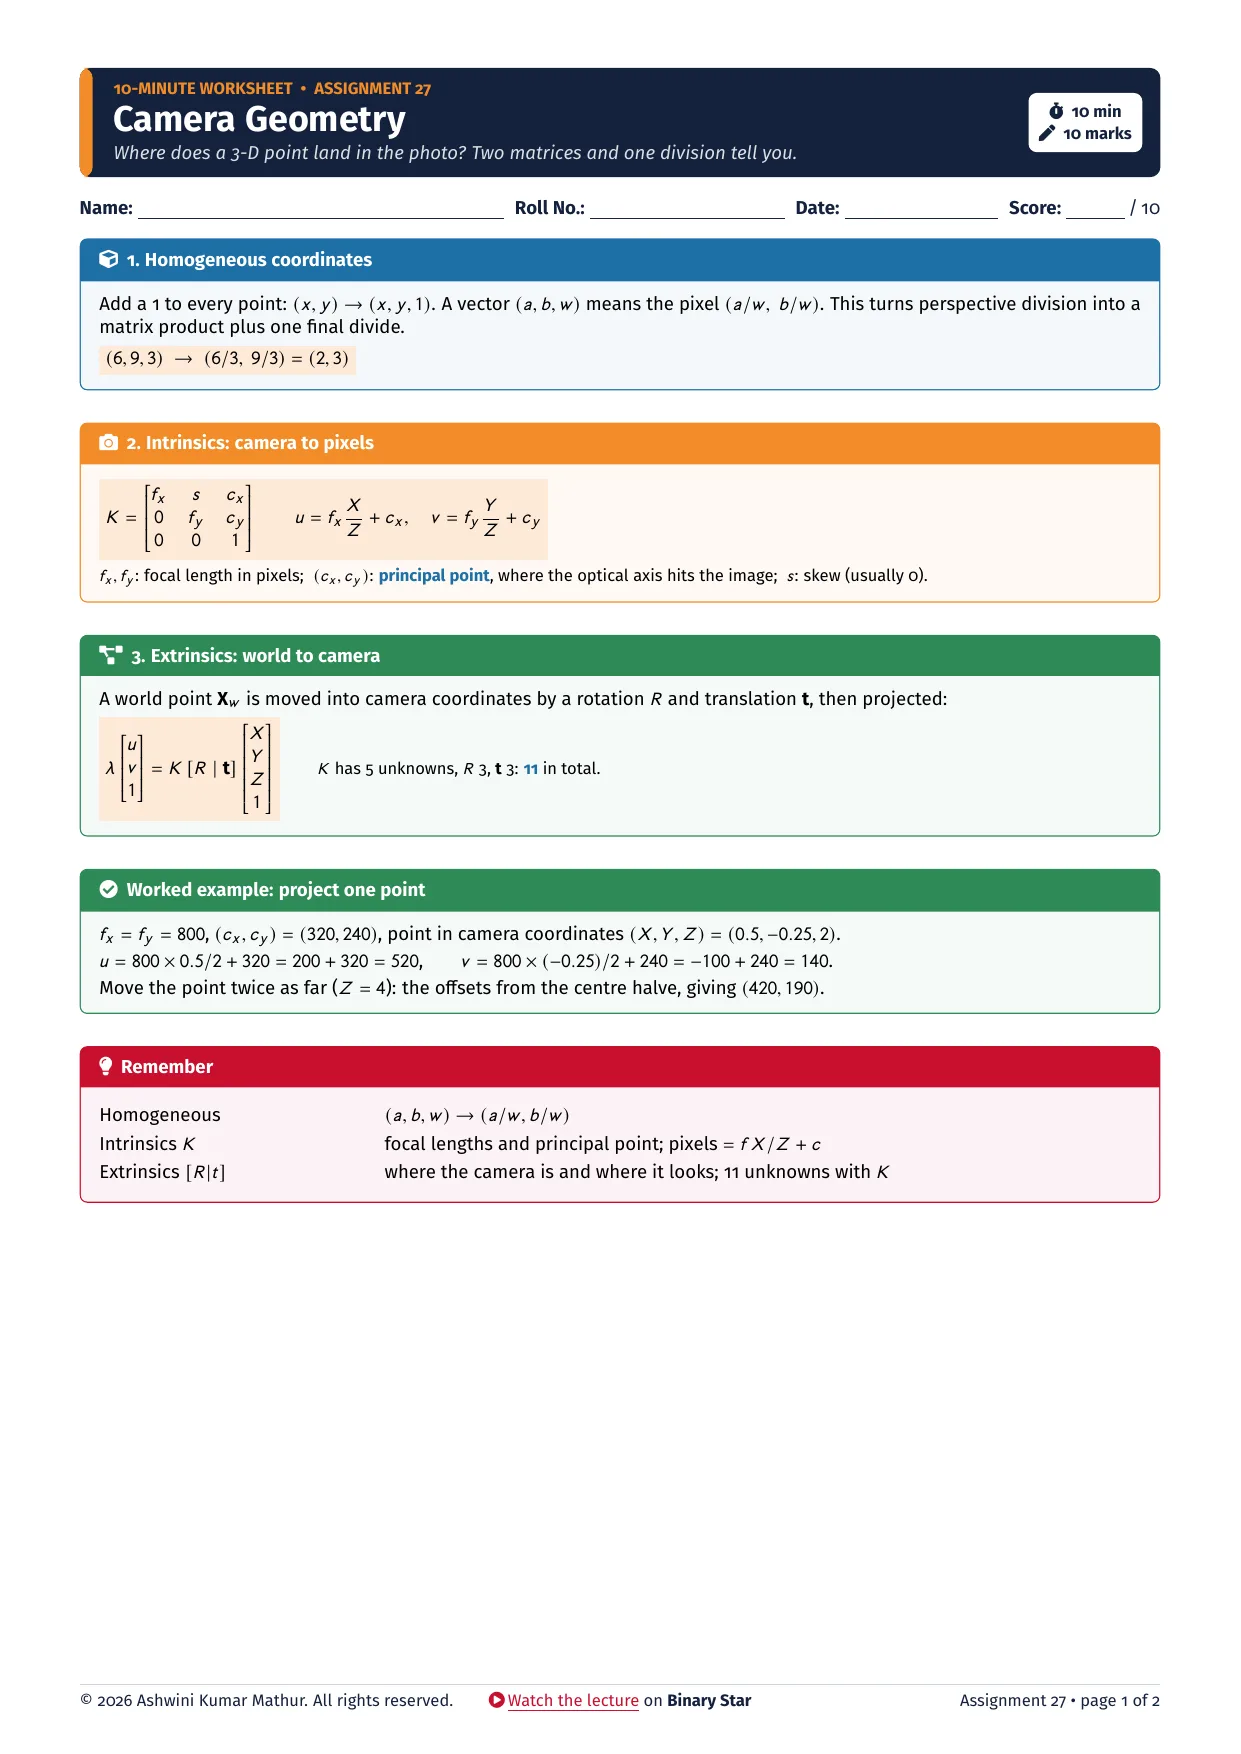 10-MINUTE WORKSHEET • ASSIGNMENT 27
Camera Geometry
Where does a 3-D point land in the photo? Two matrices and one division tell you.
10 min
10 marks
Name: Roll No.: Date: Score: / 10
1. Homogeneous coordinates
Add a 1 to every point: (x, y) → (x, y, 1). A vector (a, b, w) means the pixel (a/w, b/w). This turns perspective division into a
matrix product plus one final divide.
(6, 9, 3) → (6/3, 9/3) = (2, 3)
2. Intrinsics: camera to pixels
K = [f_x s c_x; 0 f_y c_y; 0 0 1] u = f_x X/Z + c_x, v = f_y Y/Z + c_y
f_x, f_y: focal length in pixels; (c_x, c_y): principal point, where the optical axis hits the image; s: skew (usually 0).
3. Extrinsics: world to camera
A world point X_w is moved into camera coordinates by a rotation R and translation t, then projected:
λ [u; v; 1] = K [R | t] [X; Y; Z; 1] K has 5 unknowns, R 3, t 3: 11 in total.
Worked example: project one point
f_x = f_y = 800, (c_x, c_y) = (320, 240), point in camera coordinates (X, Y, Z) = (0.5, −0.25, 2).
u = 800 × 0.5/2 + 320 = 200 + 320 = 520, v = 800 × (−0.25)/2 + 240 = −100 + 240 = 140.
Move the point twice as far (Z = 4): the offsets from the centre halve, giving (420, 190).
Remember
Homogeneous (a, b, w) → (a/w, b/w)
Intrinsics K focal lengths and principal point; pixels = f X/Z + c
Extrinsics [R|t] where the camera is and where it looks; 11 unknowns with K
© 2026 Ashwini Kumar Mathur. All rights reserved. Watch the lecture on Binary Star Assignment 27 • page 1 of 2